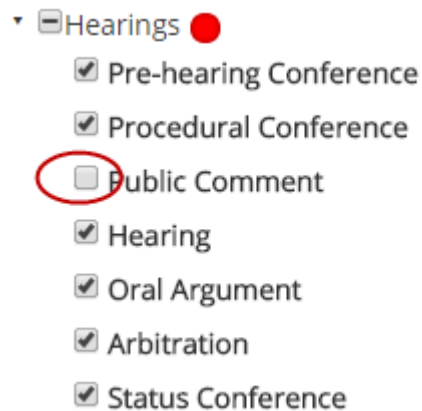 Hearings
Pre-hearing Conference
Procedural Conference
Public Comment
Hearing
Oral Argument
Arbitration
Status Conference